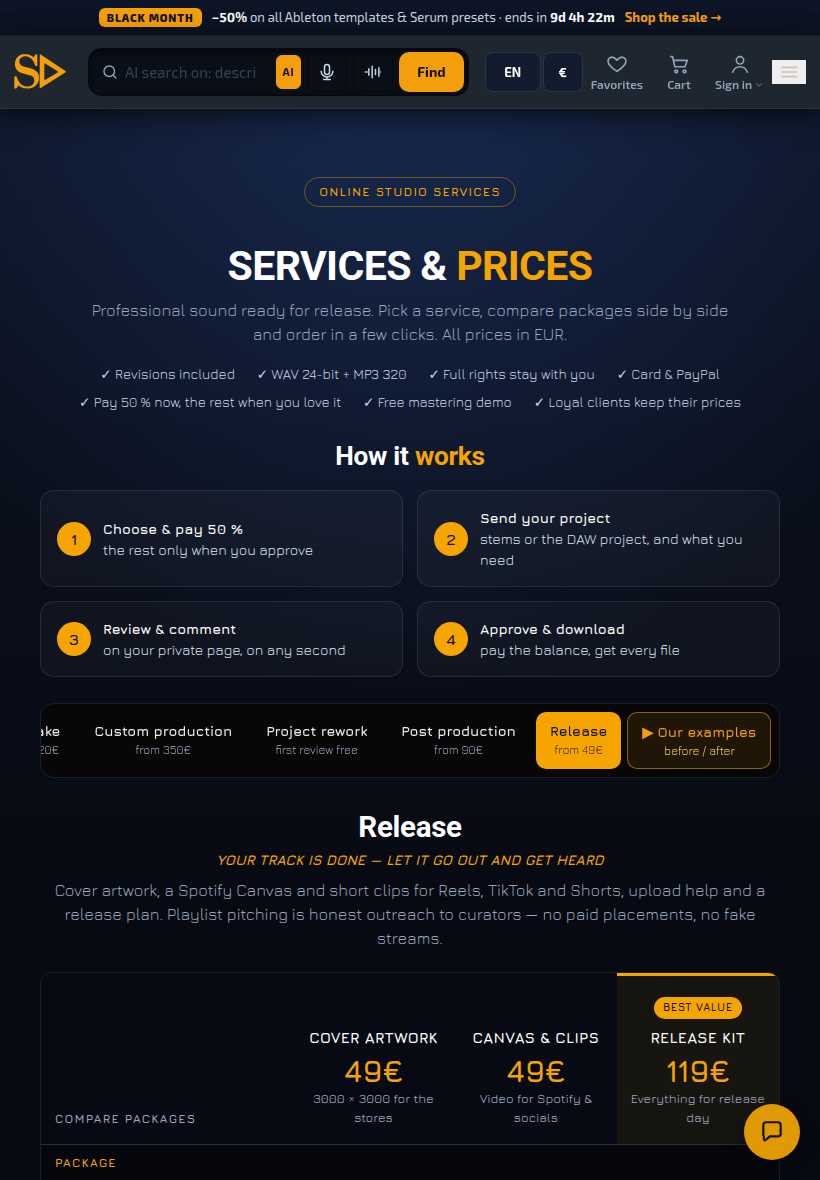 BLACK MONTH −50% on all Ableton templates & Serum presets · ends in 9d 4h 22m Shop the sale →
AI search on: descri AI Find EN € Favorites Cart Sign in
ONLINE STUDIO SERVICES
SERVICES & PRICES
Professional sound ready for release. Pick a service, compare packages side by side
and order in a few clicks. All prices in EUR.
✓ Revisions included ✓ WAV 24-bit + MP3 320 ✓ Full rights stay with you ✓ Card & PayPal
✓ Pay 50 % now, the rest when you love it ✓ Free mastering demo ✓ Loyal clients keep their prices
How it works
1 Choose & pay 50 %
the rest only when you approve
2 Send your project
stems or the DAW project, and what you
need
3 Review & comment
on your private page, on any second
4 Approve & download
pay the balance, get every file
ake Custom production Project rework Post production Release ▶ Our examples
20€ from 350€ first review free from 90€ from 49€ before / after
Release
YOUR TRACK IS DONE — LET IT GO OUT AND GET HEARD
Cover artwork, a Spotify Canvas and short clips for Reels, TikTok and Shorts, upload help and a
release plan. Playlist pitching is honest outreach to curators — no paid placements, no fake
streams.
BEST VALUE
COVER ARTWORK CANVAS & CLIPS RELEASE KIT
49€ 49€ 119€
3000 × 3000 for the Video for Spotify & Everything for release
stores socials day
COMPARE PACKAGES
PACKAGE